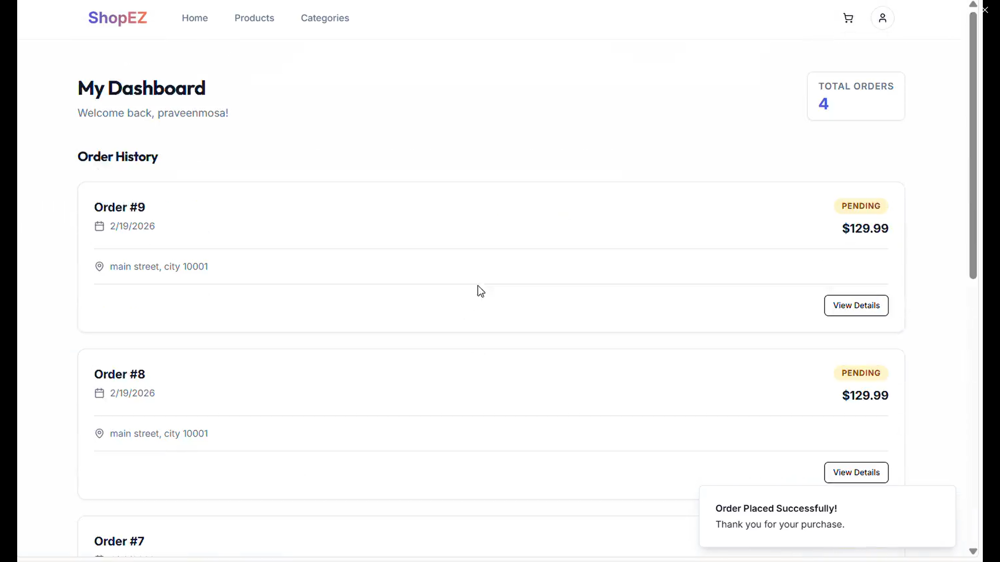 ShopEZ Home Products Categories
My Dashboard
Welcome back, praveenmosa!
TOTAL ORDERS
4
Order History
Order #9
2/19/2026
PENDING
$129.99
main street, city 10001
View Details
Order #8
2/19/2026
PENDING
$129.99
main street, city 10001
View Details
Order #7
Order Placed Successfully!
Thank you for your purchase.